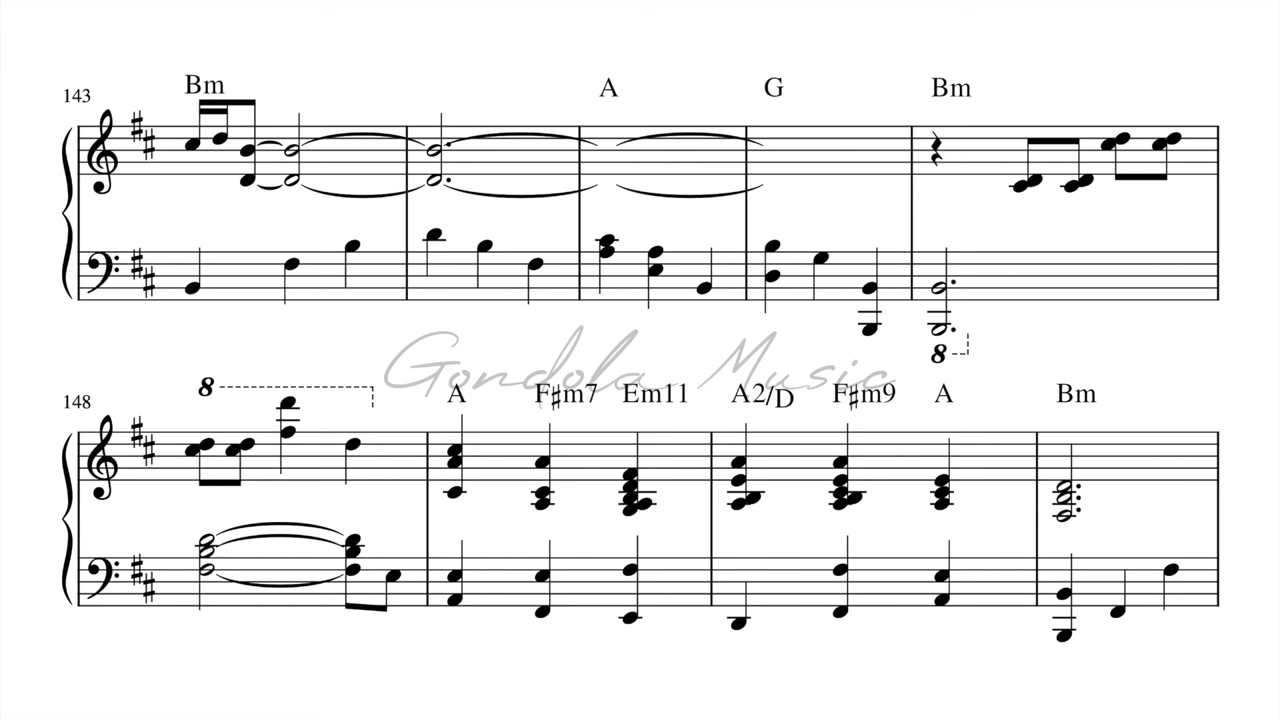 143 Bm A G Bm
8
Gondola Music
8
148 A F♯m7 Em11 A2/D F♯m9 A Bm